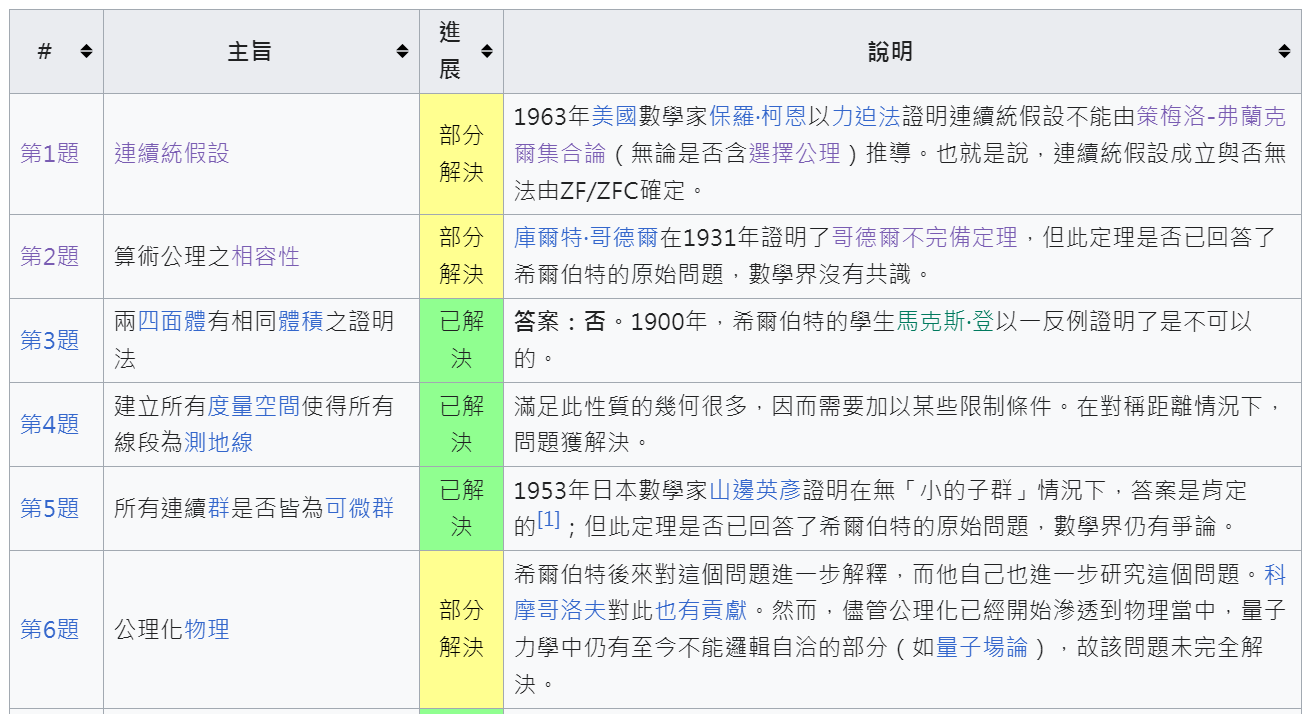 # 主旨 進展 說明
第1題 連續統假設 部分解決 1963年美國數學家保羅·柯恩以力迫法證明連續統假設不能由策梅洛-弗蘭克
爾集合論（無論是否含選擇公理）推導。也就是說，連續統假設成立與否無
法由ZF/ZFC確定。
第2題 算術公理之相容性 部分解決 庫爾特·哥德爾在1931年證明了哥德爾不完備定理，但此定理是否已回答了
希爾伯特的原始問題，數學界沒有共識。
第3題 兩四面體有相同體積之證明法 已解決 答案：否。1900年，希爾伯特的學生馬克斯·登以一反例證明了是不可以
的。
第4題 建立所有度量空間使得所有線段為測地線 已解決 滿足此性質的幾何很多，因而需要加以某些限制條件。在對稱距離情況下，
問題獲解決。
第5題 所有連續群是否皆為可微群 已解決 1953年日本數學家山邊英彥證明在無「小的子群」情況下，答案是肯定
的[1]；但此定理是否已回答了希爾伯特的原始問題，數學界仍有爭論。
第6題 公理化物理 部分解決 希爾伯特後來對這個問題進一步解釋，而他自己也進一步研究這個問題。科
摩哥洛夫對此也有貢獻。然而，儘管公理化已經開始滲透到物理當中，量子
力學中仍有至今不能邏輯自洽的部分（如量子場論），故該問題未完全解
決。